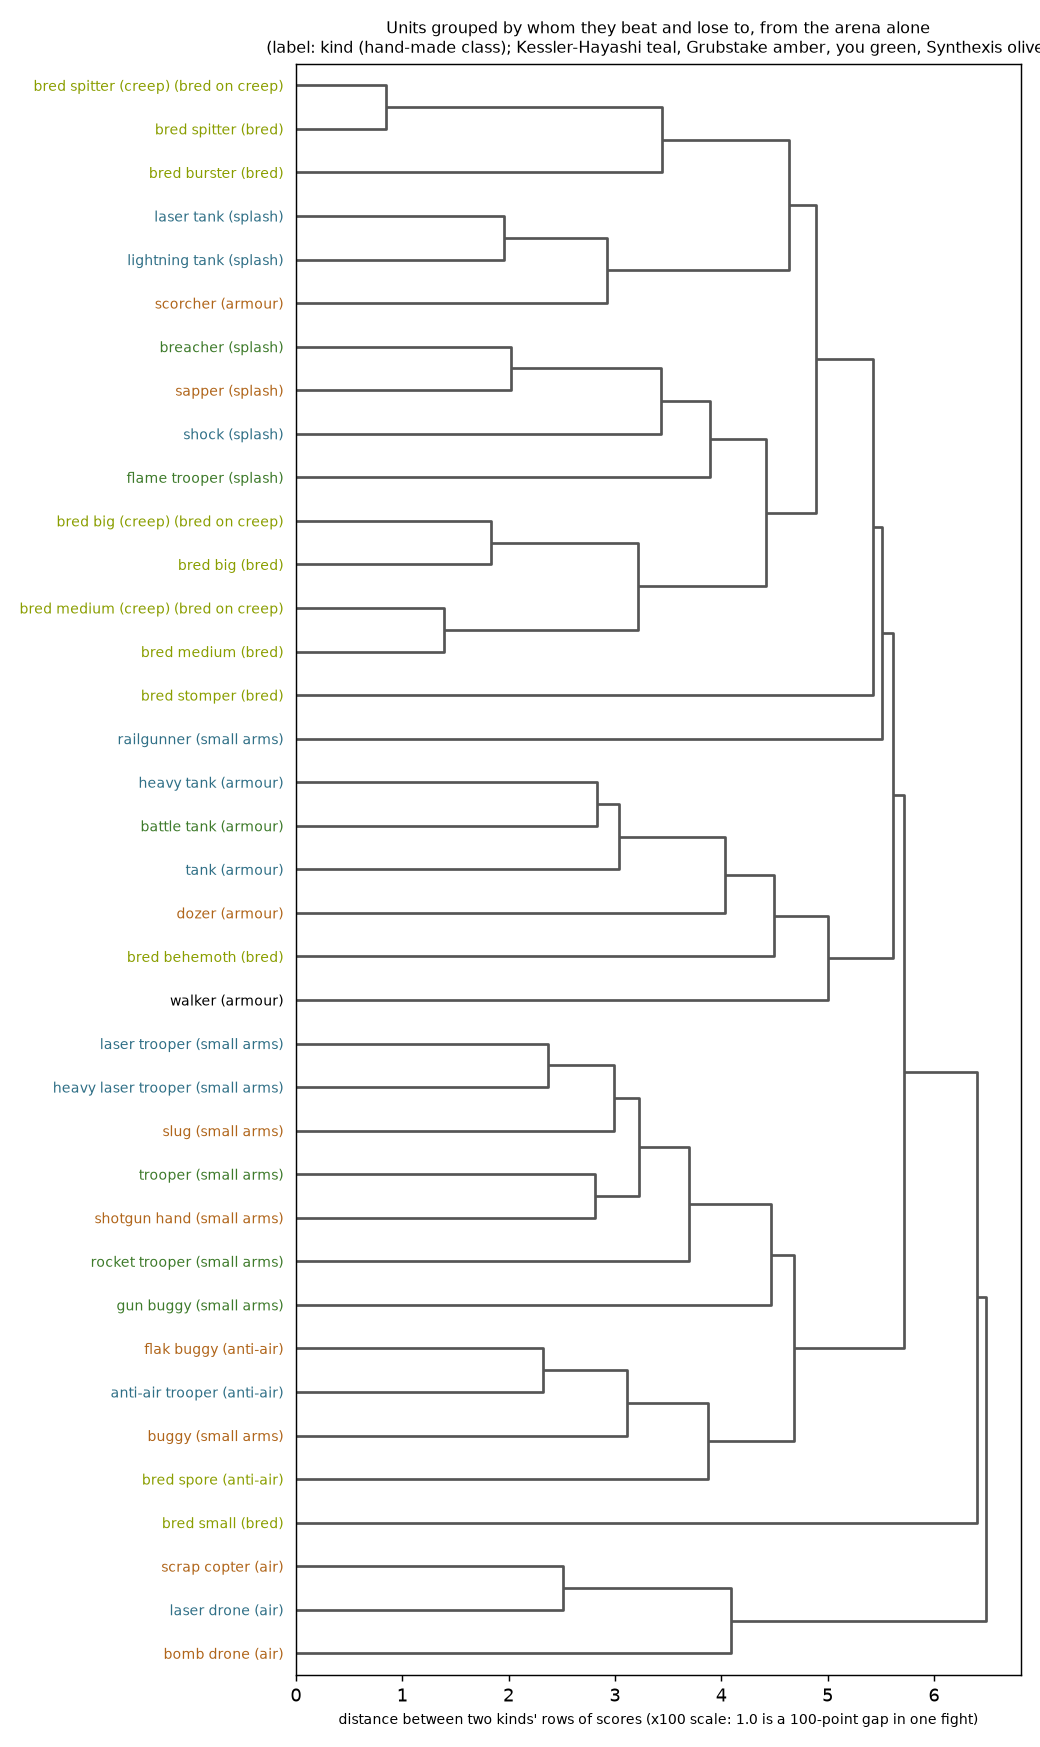 Units grouped by whom they beat and lose to, from the arena alone
(label: kind (hand-made class); Kessler-Hayashi teal, Grubstake amber, you green, Synthexis olive
bred spitter (creep) (bred on creep)
bred spitter (bred)
bred burster (bred)
laser tank (splash)
lightning tank (splash)
scorcher (armour)
breacher (splash)
sapper (splash)
shock (splash)
flame trooper (splash)
bred big (creep) (bred on creep)
bred big (bred)
bred medium (creep) (bred on creep)
bred medium (bred)
bred stomper (bred)
railgunner (small arms)
heavy tank (armour)
battle tank (armour)
tank (armour)
dozer (armour)
bred behemoth (bred)
walker (armour)
laser trooper (small arms)
heavy laser trooper (small arms)
slug (small arms)
trooper (small arms)
shotgun hand (small arms)
rocket trooper (small arms)
gun buggy (small arms)
flak buggy (anti-air)
anti-air trooper (anti-air)
buggy (small arms)
bred spore (anti-air)
bred small (bred)
scrap copter (air)
laser drone (air)
bomb drone (air)
0 1 2 3 4 5 6
distance between two kinds' rows of scores (x100 scale: 1.0 is a 100-point gap in one fight)